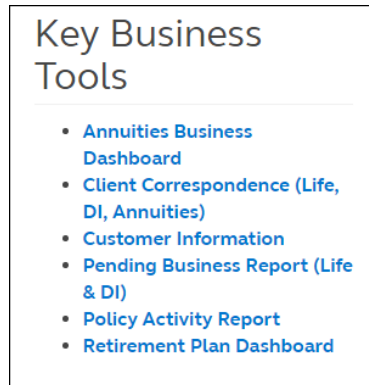 Key Business
Tools
• Annuities Business
Dashboard
• Client Correspondence (Life,
DI, Annuities)
• Customer Information
• Pending Business Report (Life
& DI)
• Policy Activity Report
• Retirement Plan Dashboard